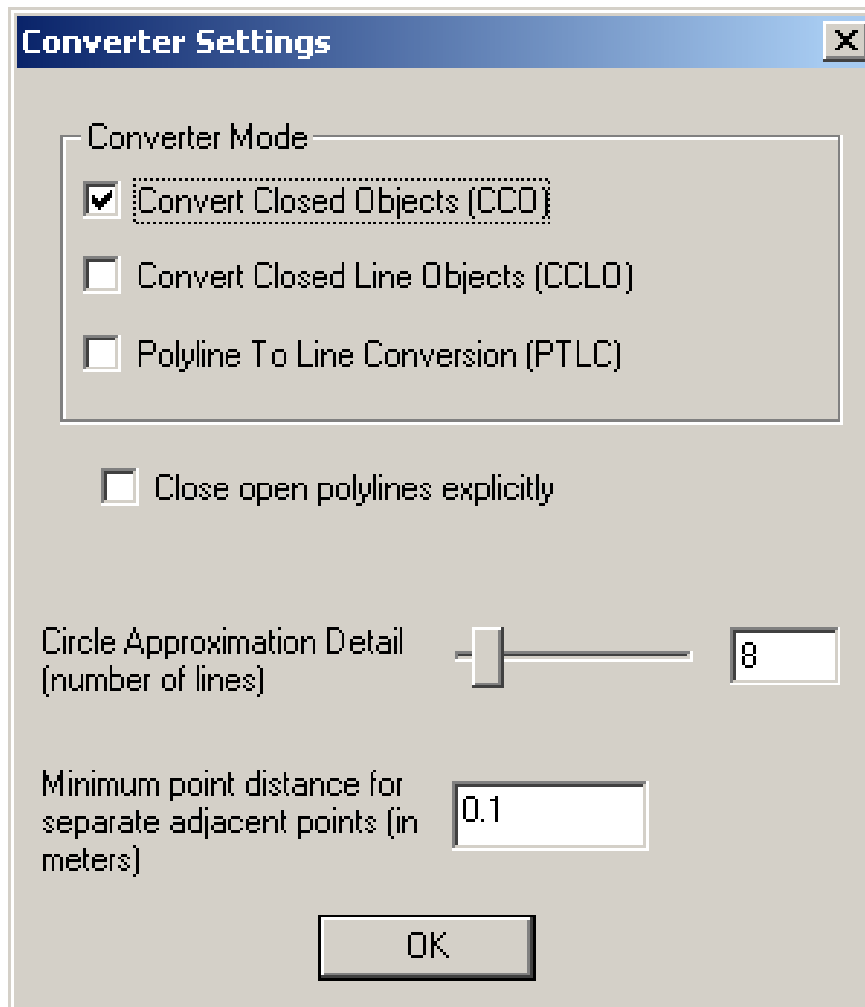 Converter Settings
Converter Mode
Convert Closed Objects (CCO)
Convert Closed Line Objects (CCLO)
Polyline To Line Conversion (PTLC)
Close open polylines explicitly
Circle Approximation Detail
(number of lines)
8
Minimum point distance for
separate adjacent points (in
meters)
0.1
OK